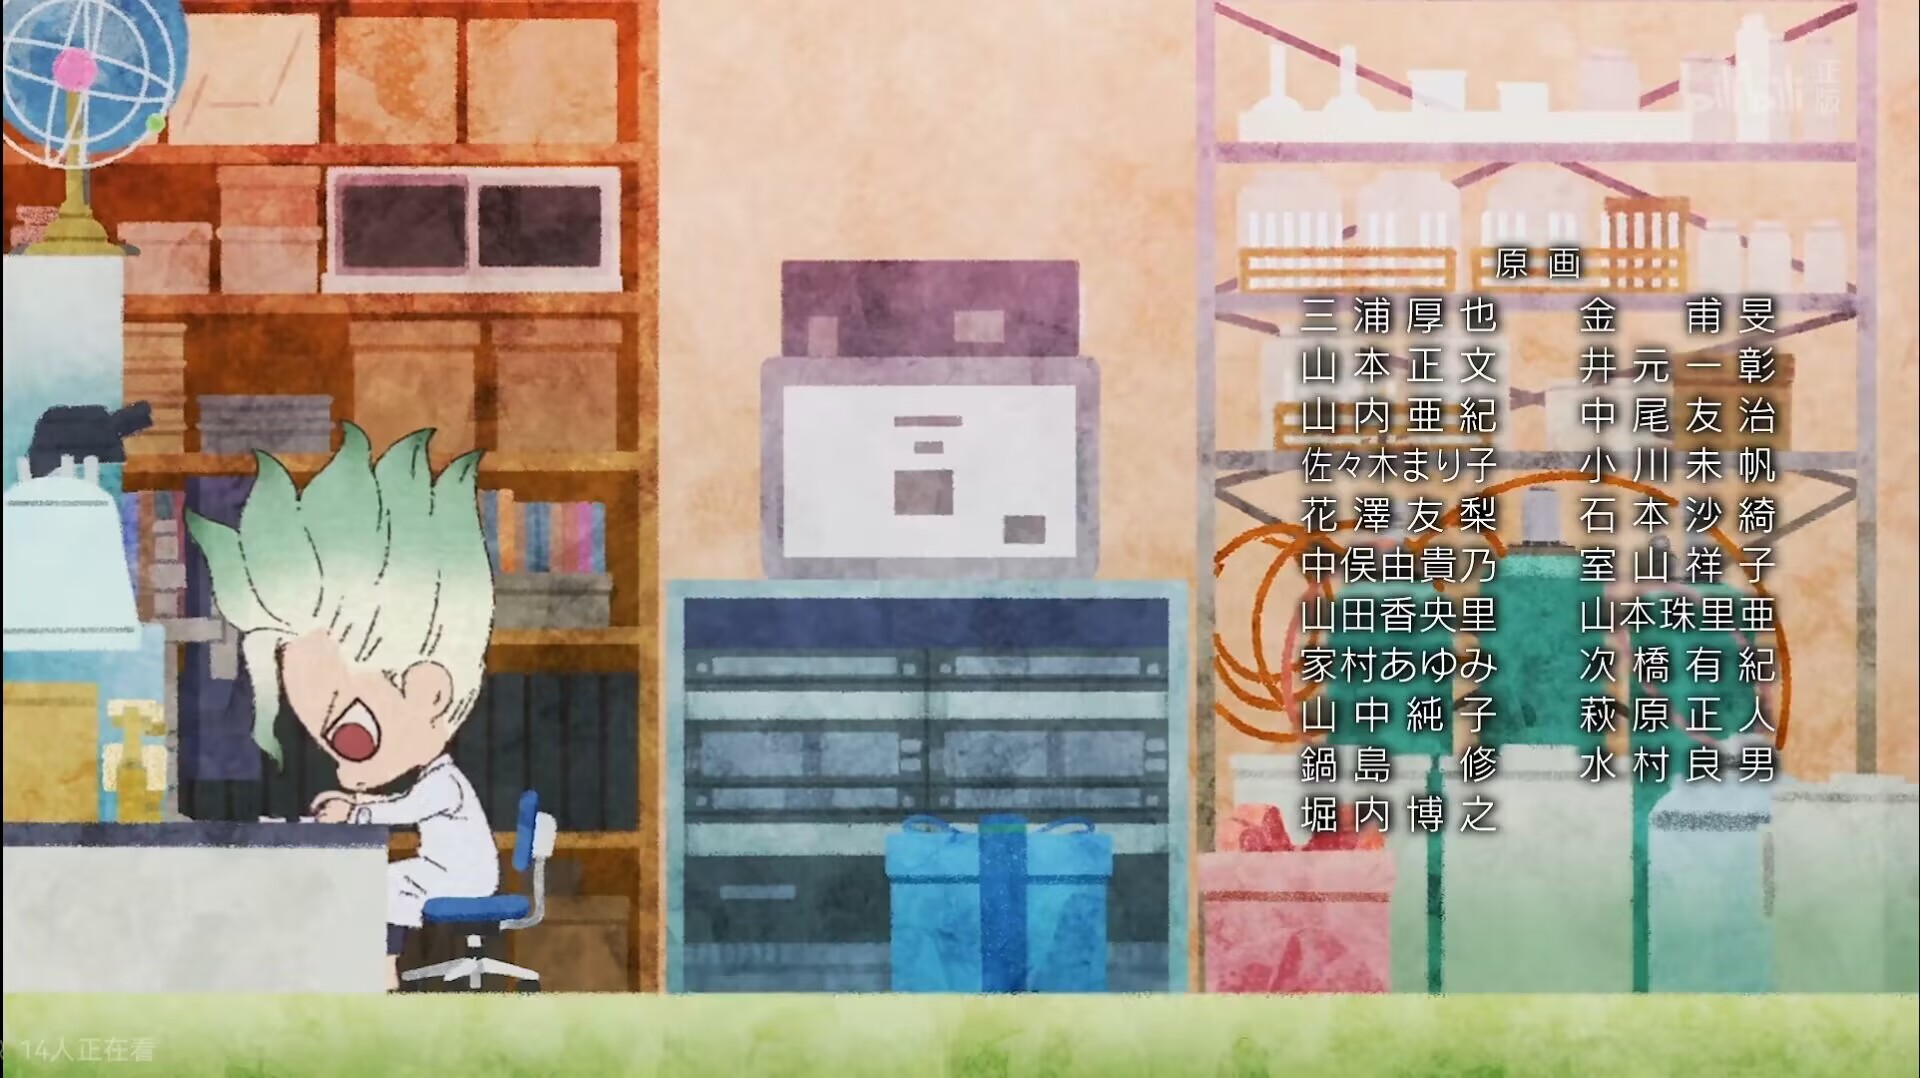 bilibili 正版
原画
三浦厚也 金甫旻
山本正文 井元一彰
山内亜紀 中尾友治
佐々木まり子 小川未帆
花澤友梨 石本沙綺
中俣由貴乃 室山祥子
山田香央里 山本珠里亜
家村あゆみ 次橋有紀
山中純子 萩原正人
鍋島修 水村良男
堀内博之
14人正在看